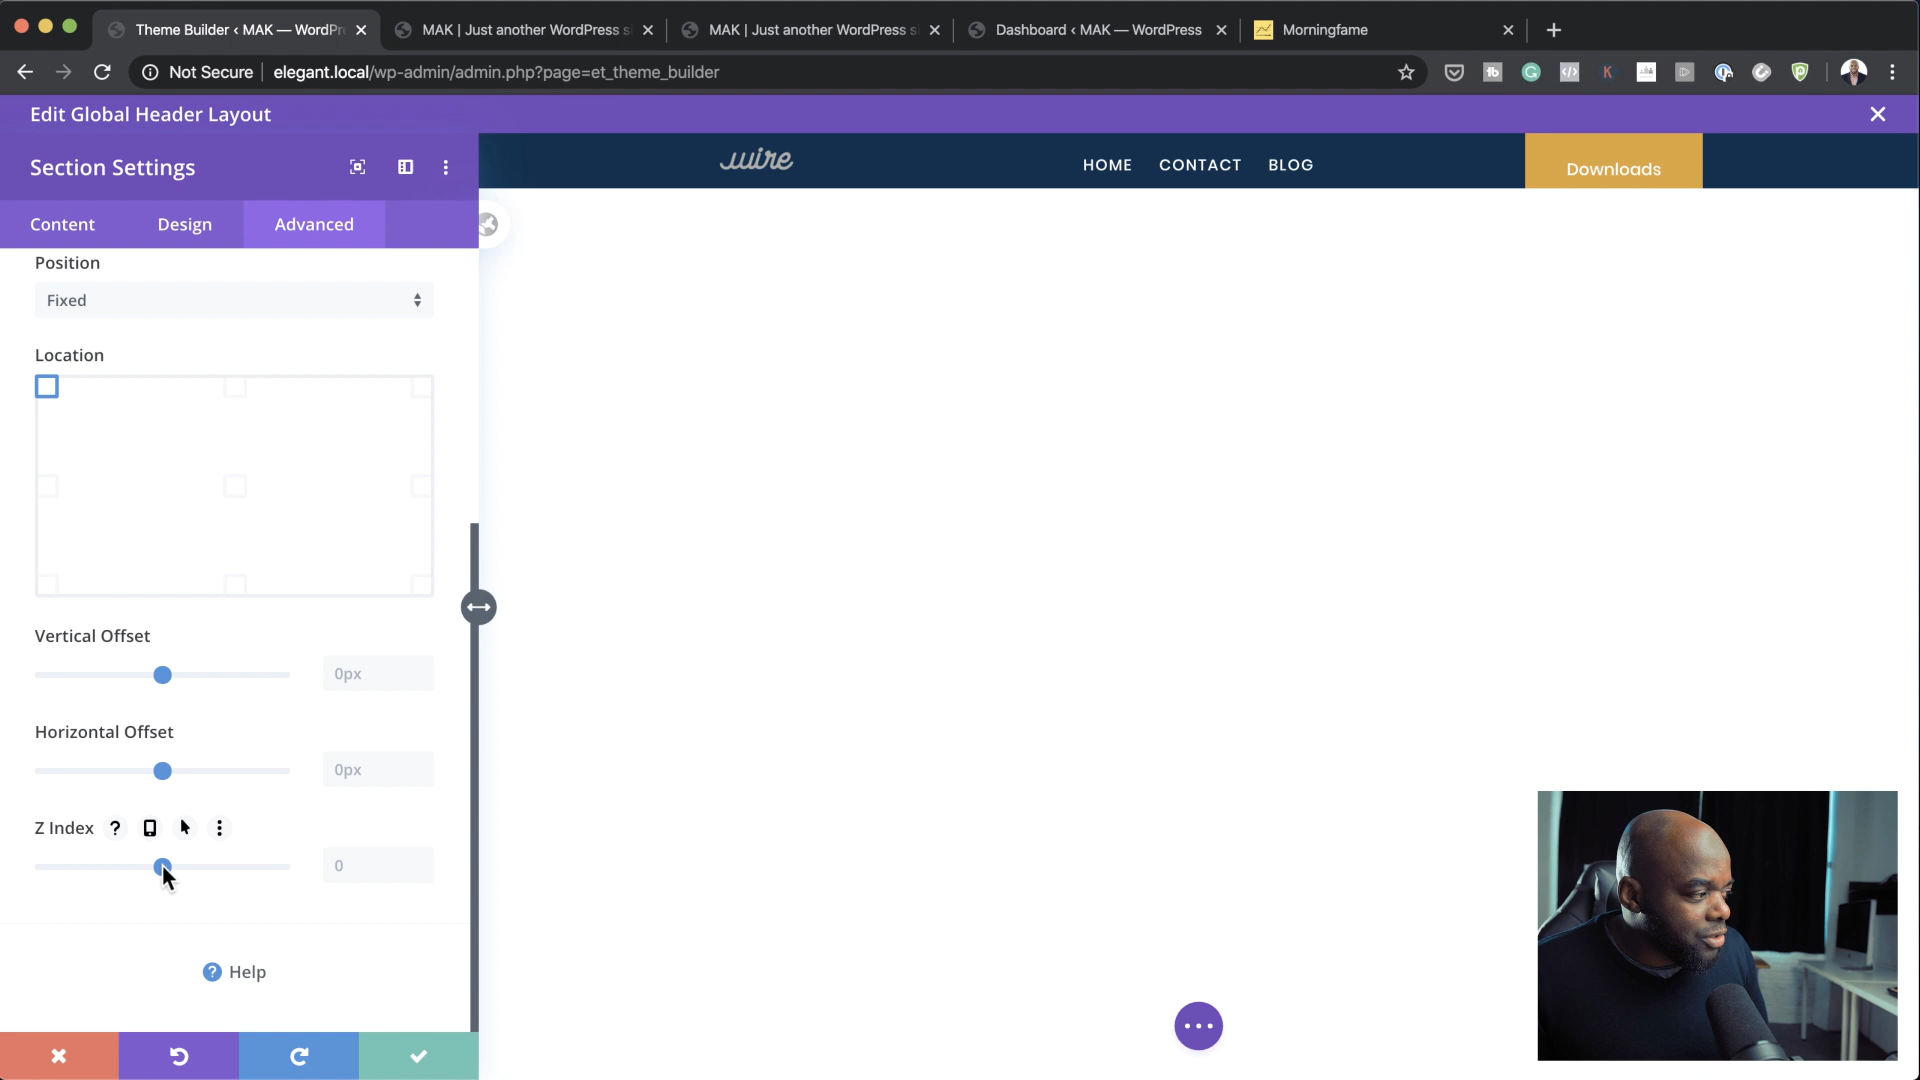 Theme Builder ‹ MAK — WordPr
MAK | Just another WordPress s
MAK | Just another WordPress s
Dashboard ‹ MAK — WordPress
Morningfame
Not Secure
elegant.local/wp-admin/admin.php?page=et_theme_builder
Edit Global Header Layout
Section Settings
wire
HOME
CONTACT
BLOG
Downloads
Content
Design
Advanced
Position
Fixed
Location
Vertical Offset
0px
Horizontal Offset
0px
Z Index
0
Help